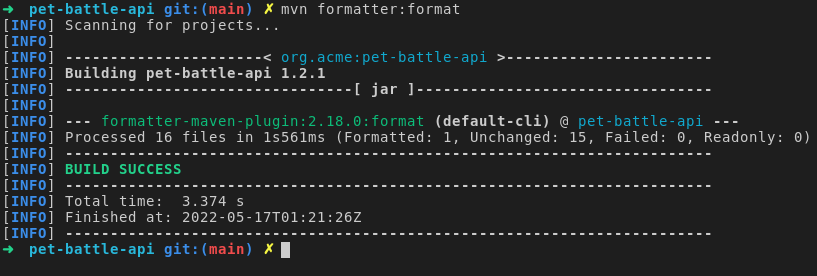 ➜ pet-battle-api git:(main) ✗ mvn formatter:format
[INFO] Scanning for projects...
[INFO]
[INFO] ----------------------< org.acme:pet-battle-api >-----------------------
[INFO] Building pet-battle-api 1.2.1
[INFO] --------------------------------[ jar ]---------------------------------
[INFO]
[INFO] --- formatter-maven-plugin:2.18.0:format (default-cli) @ pet-battle-api ---
[INFO] Processed 16 files in 1s561ms (Formatted: 1, Unchanged: 15, Failed: 0, Readonly: 0)
[INFO] ------------------------------------------------------------------------
[INFO] BUILD SUCCESS
[INFO] ------------------------------------------------------------------------
[INFO] Total time:  3.374 s
[INFO] Finished at: 2022-05-17T01:21:26Z
[INFO] ------------------------------------------------------------------------
➜ pet-battle-api git:(main) ✗